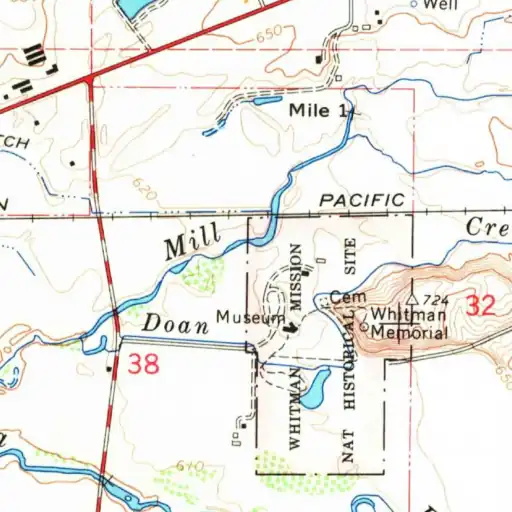 Well
650
Mile 1
TCH
620
N
PACIFIC
Mill
Cre
WHITMAN MISSION
NAT HISTORICAL SITE
Cem
724
32
Museum
Whitman
Memorial
Doan
38
610